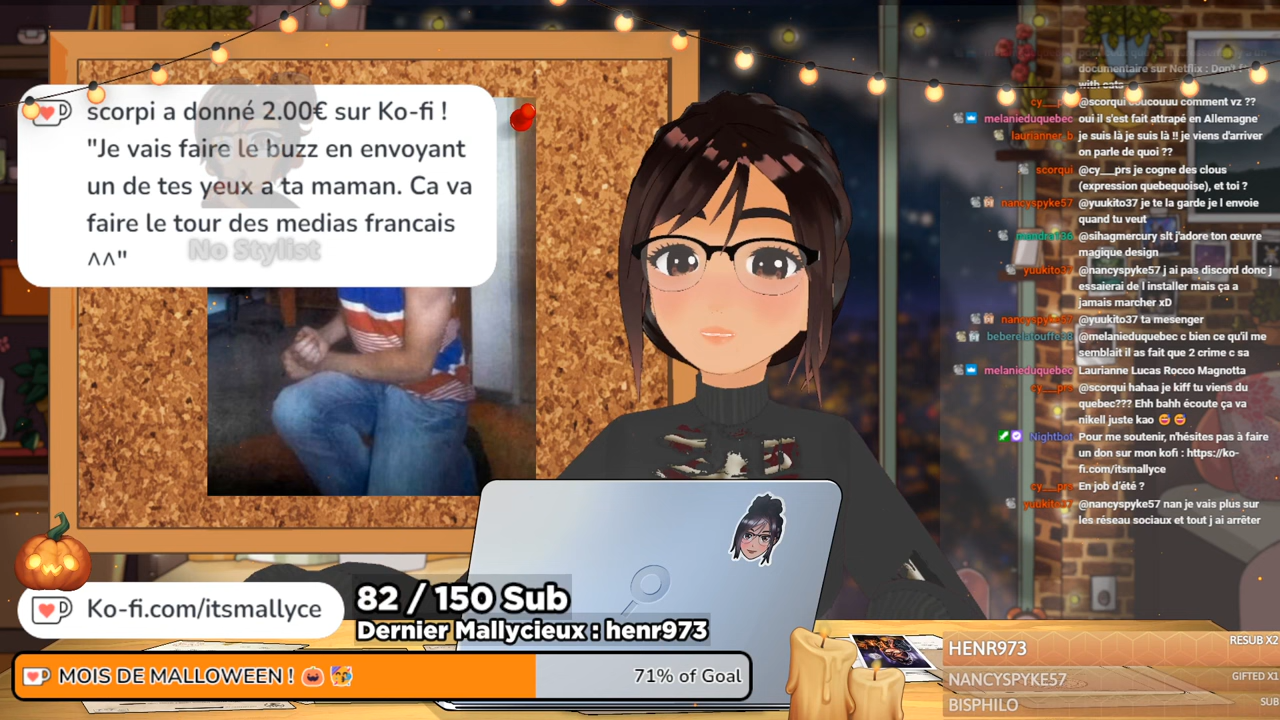 scorpi a donné 2.00€ sur Ko-fi !
"Je vais faire le buzz en envoyant
un de tes yeux a ta maman. Ca va
faire le tour des medias francais
^^"
No Stylist
documentaire sur Netflix : Don't f
with cats
@scorqui coucouuu comment vz ??
melanieduquebec oui il s'est fait attrapé en Allemagne
laurianner_b je suis là je suis là !! je viens d'arriver
on parle de quoi ??
scorqui @cy___prs je cogne des clous
(expression quebequoise), et toi ?
nancyspyke57 @yuukito37 je te la garde je l envoie
quand tu veut
@sihagmercury slt j'adore ton œuvre
magique design
yuukito37 @nancyspyke57 j ai pas discord donc j
essaierai de l installer mais ça a
jamais marcher xD
nancyspyke57 @yuukito37 ta mesenger
@melanieduquebec c bien ce qu'il me
semblait il as fait que 2 crime c sa
melanieduquebec Laurianne Lucas Rocco Magnotta
cy___prs @scorqui hahaa je kiff tu viens du
quebec??? Ehh bahh écoute ça va
nikell juste kao
Nightbot Pour me soutenir, n'hésites pas à faire
un don sur mon kofi : https://ko-
fi.com/itsmallyce
cy___prs En job d'été ?
yuukito37 @nancyspyke57 nan je vais plus sur
les réseau sociaux et tout j ai arrêter
Ko-fi.com/itsmallyce
82 / 150 Sub
Dernier Mallycieux : henr973
MOIS DE MALLOWEEN !
71% of Goal
HENR973 RESUB X2
NANCYSPYKE57 GIFTED X1
BISPHILO SUB